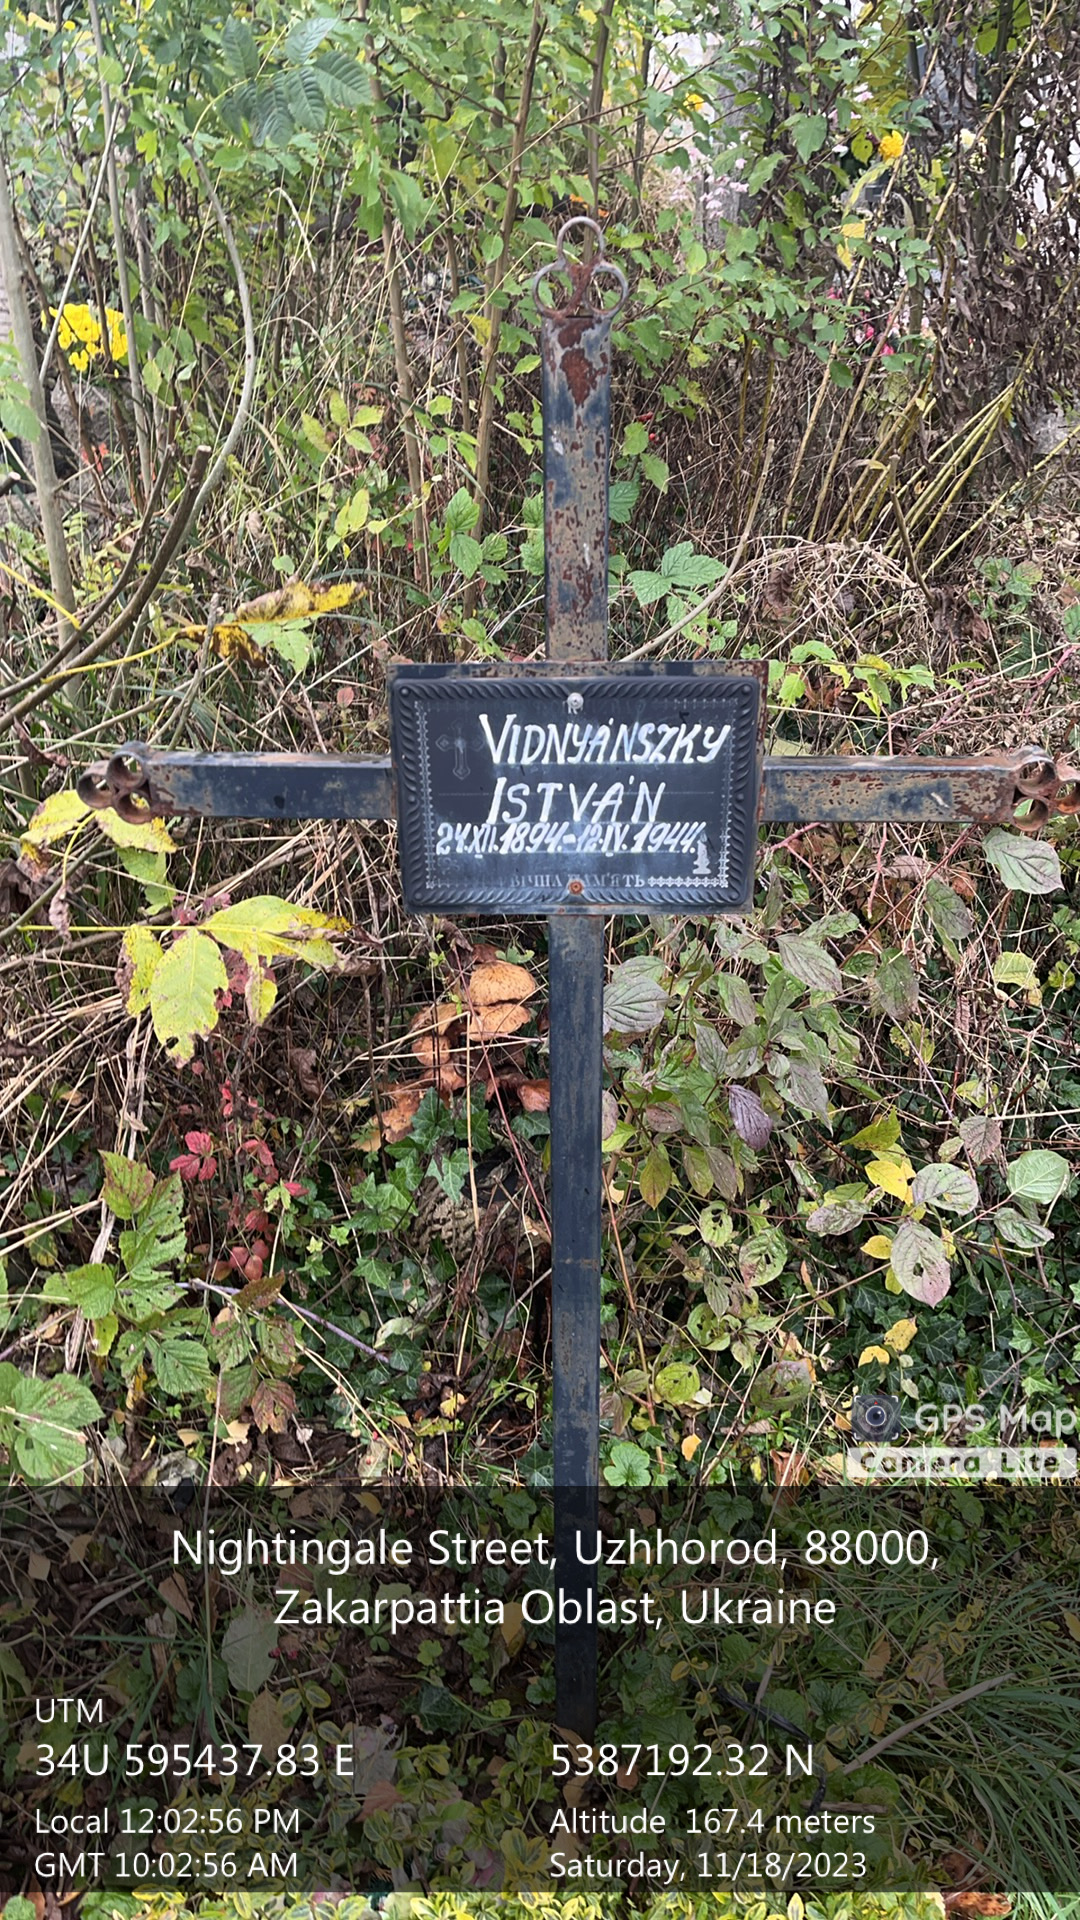 VIDNYÁNSZKY
ISTVÁN
24.XII.1894.-12.IV.1944.
ВІЧНА ПАМ'ЯТЬ
GPS Map
Camera Lite
Nightingale Street, Uzhhorod, 88000,
Zakarpattia Oblast, Ukraine
UTM
34U 595437.83 E
5387192.32 N
Local 12:02:56 PM
Altitude 167.4 meters
GMT 10:02:56 AM
Saturday, 11/18/2023